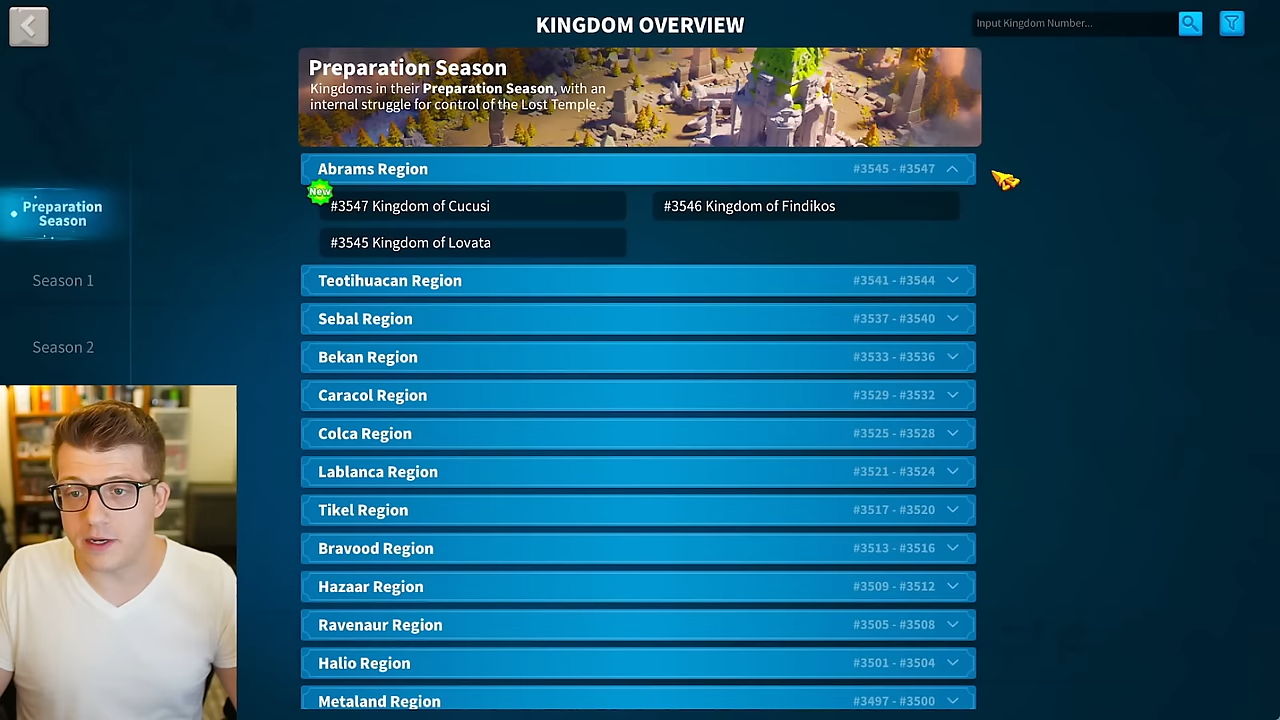 KINGDOM OVERVIEW
Input Kingdom Number...
Preparation Season
Kingdoms in their Preparation Season, with an
internal struggle for control of the Lost Temple.
Abrams Region #3545 - #3547
New
#3547 Kingdom of Cucusi #3546 Kingdom of Findikos
#3545 Kingdom of Lovata
Preparation
Season
Season 1
Season 2
Teotihuacan Region #3541 - #3544
Sebal Region #3537 - #3540
Bekan Region #3533 - #3536
Caracol Region #3529 - #3532
Colca Region #3525 - #3528
Lablanca Region #3521 - #3524
Tikel Region #3517 - #3520
Bravood Region #3513 - #3516
Hazaar Region #3509 - #3512
Ravenaur Region #3505 - #3508
Halio Region #3501 - #3504
Metaland Region #3497 - #3500